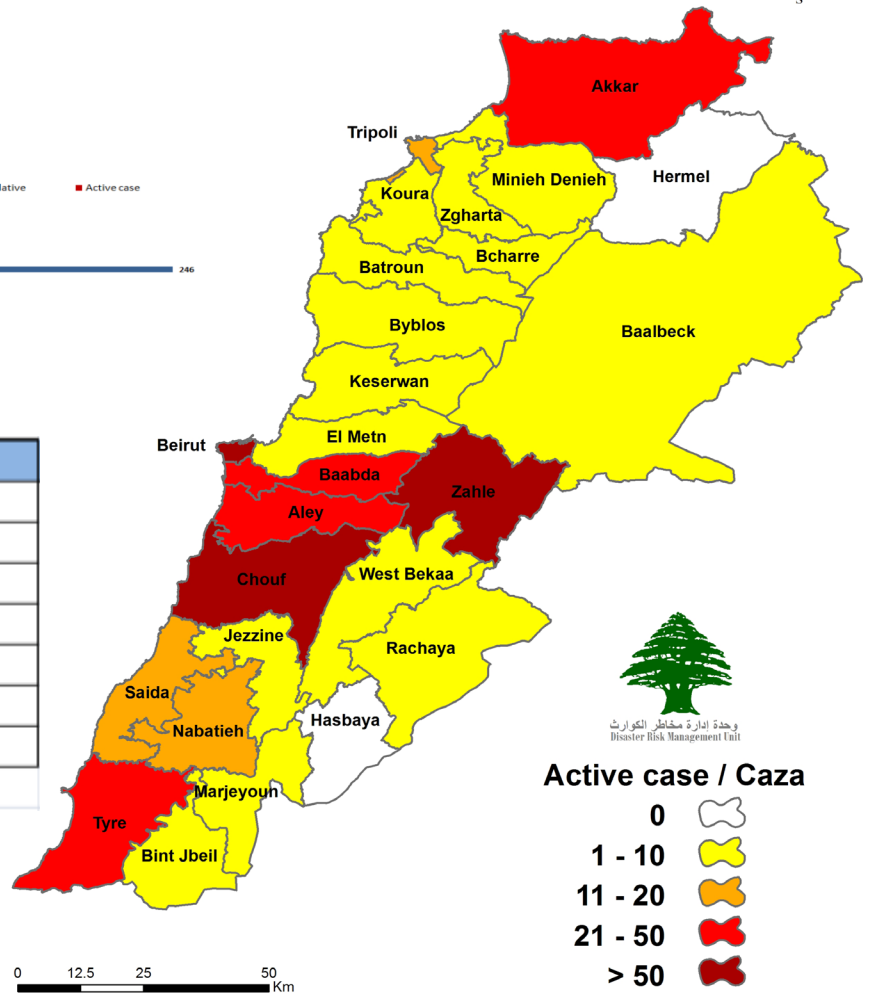 Akkar
Tripoli
Hermel
Active case
Minieh Denieh
Koura
Zgharta
Bcharre
Batroun
246
Byblos
Baalbeck
Keserwan
El Metn
Beirut
Baabda
Zahle
Aley
West Bekaa
Chouf
Jezzine
Rachaya
Saida
Hasbaya
Nabatieh
وحدة إدارة مخاطر الكوارث
Disaster Risk Management Unit
Marjeyoun
Tyre
Bint Jbeil
Active case / Caza
0
1 - 10
11 - 20
21 - 50
> 50
0 12.5 25 50
Km